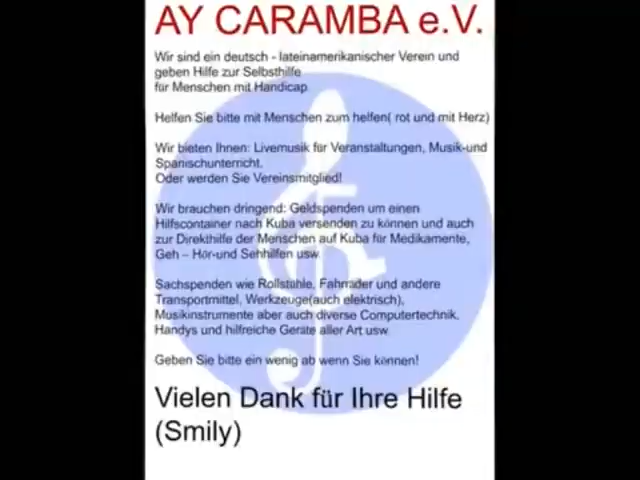 AY CARAMBA e.V.
Wir sind ein deutsch - lateinamerikanischer Verein und
geben Hilfe zur Selbsthilfe
für Menschen mit Handicap
Helfen Sie bitte mit Menschen zum helfen( rot und mit Herz)
Wir bieten Ihnen: Livemusik für Veranstaltungen, Musik-und
Spanischunterricht.
Oder werden Sie Vereinsmitglied!
Wir brauchen dringend: Geldspenden um einen
Hilfscontainer nach Kuba versenden zu können und auch
zur Direkthilfe der Menschen auf Kuba für Medikamente,
Geh – Hör-und Sehhilfen usw.
Sachspenden wie Rollstühle, Fahrräder und andere
Transportmittel, Werkzeuge(auch elektrisch),
Musikinstrumente aber auch diverse Computertechnik,
Handys und hilfreiche Geräte aller Art usw.
Geben Sie bitte ein wenig ab wenn Sie können!
Vielen Dank für Ihre Hilfe
(Smily)